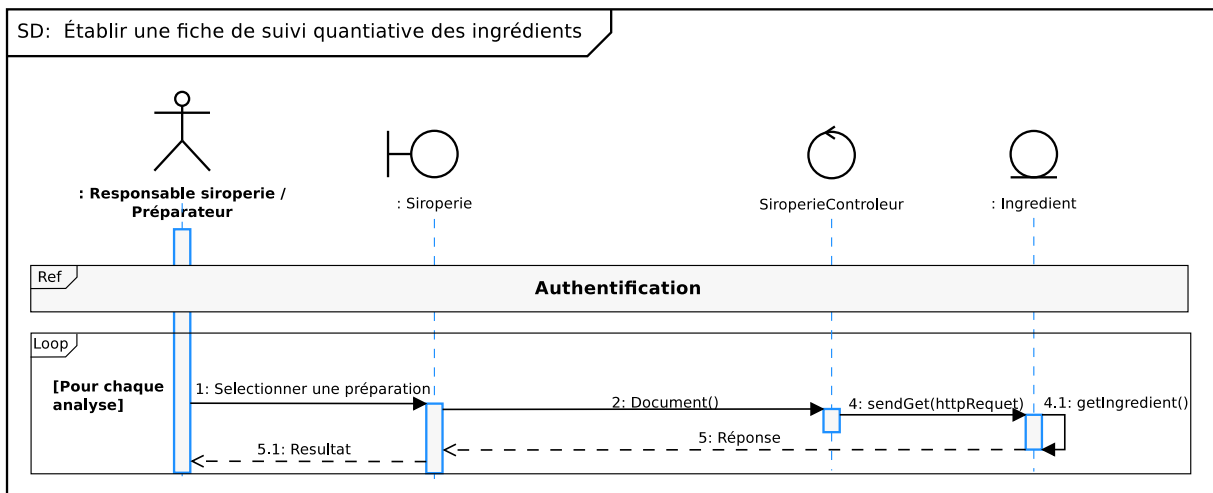 SD:  Établir une fiche de suivi quantiative des ingrédients
: Responsable siroperie /
Préparateur
: Siroperie
SiroperieControleur
: Ingredient
Ref
Authentification
Loop
[Pour chaque
analyse]
1: Selectionner une préparation
2: Document()
4: sendGet(httpRequet)
4.1: getIngredient()
5: Réponse
5.1: Resultat